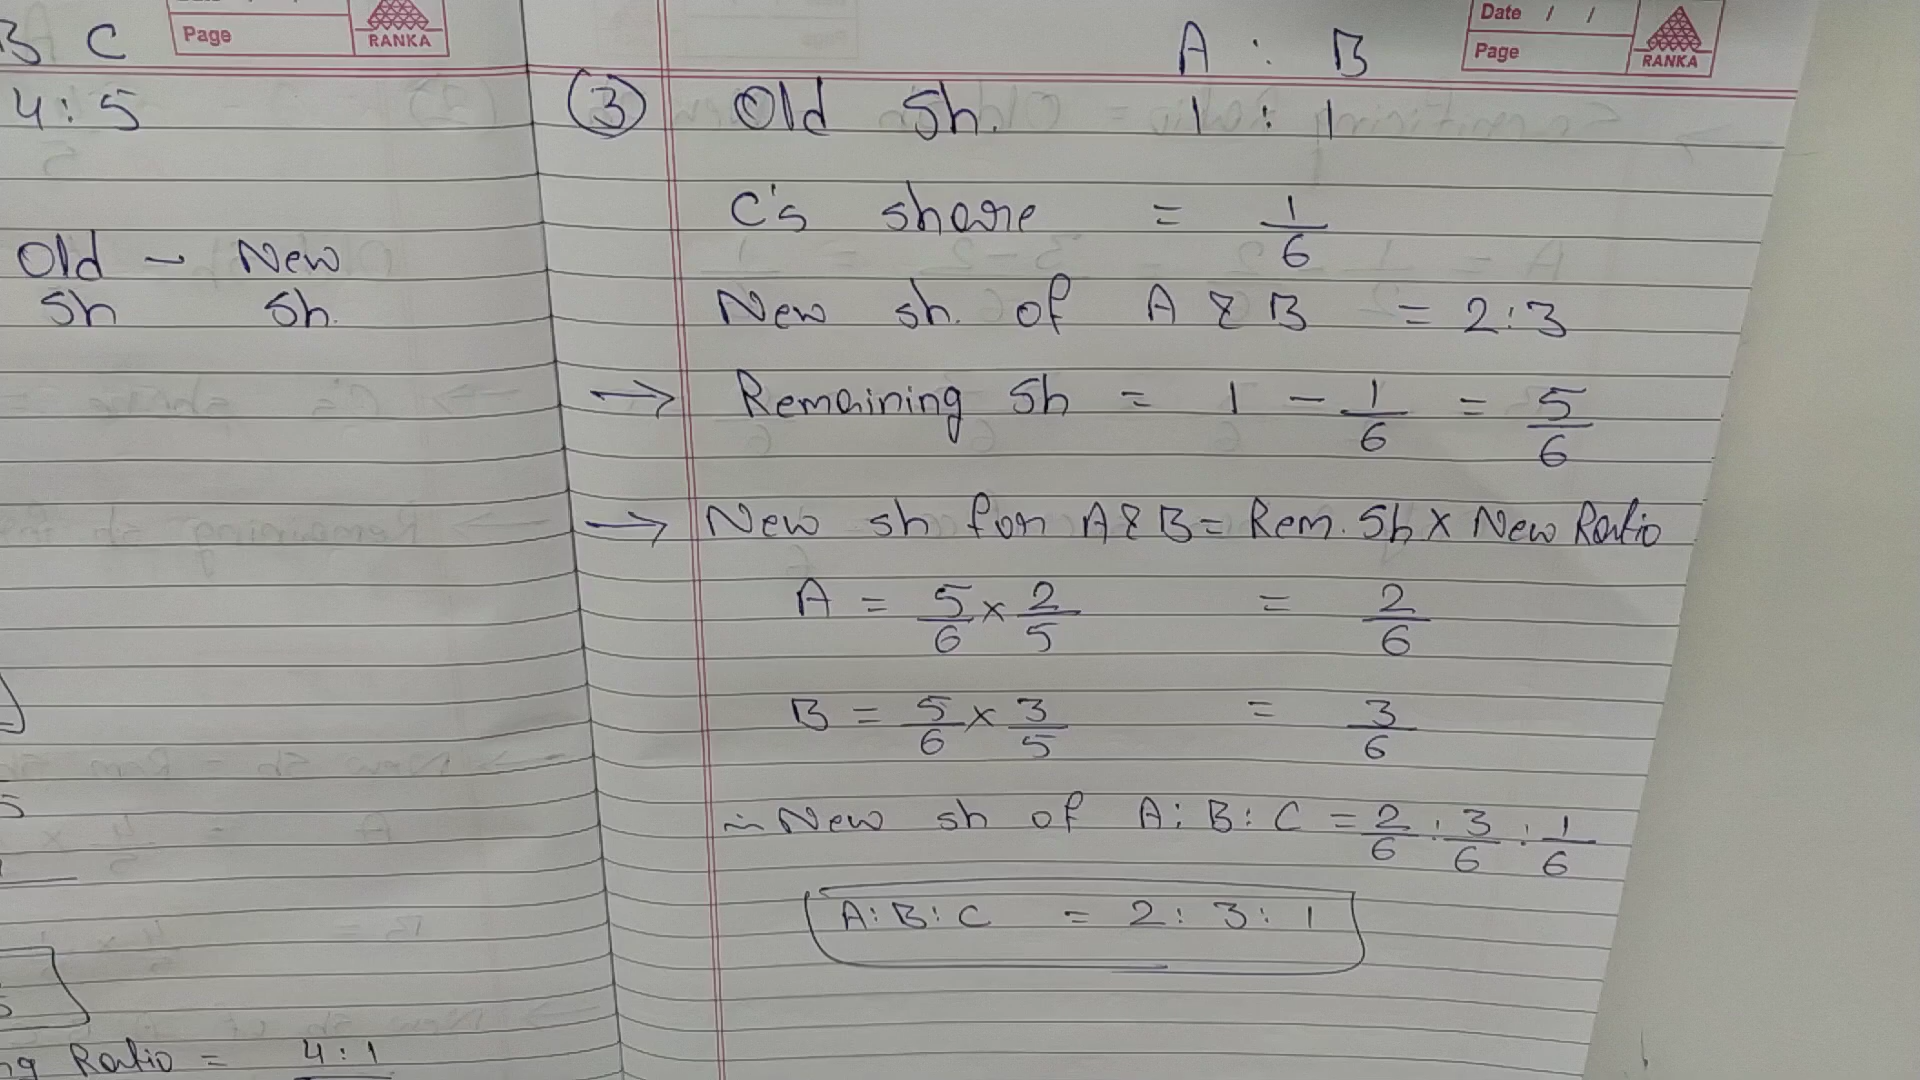 B C
Page
RANKA
4:5
Old - New
Sh Sh.
5
ng Ratio = 4:1
Date / /
Page
RANKA
A : B
③ Old Sh. 1 : 1
C's share = 1/6
New sh. of A & B = 2:3
→ Remaining Sh = 1 - 1/6 = 5/6
→ New sh for A & B = Rem. Sh x New Ratio
A = 5/6 x 2/5 = 2/6
B = 5/6 x 3/5 = 3/6
∴ New sh of A:B:C = 2/6 : 3/6 : 1/6
A:B:C = 2:3:1